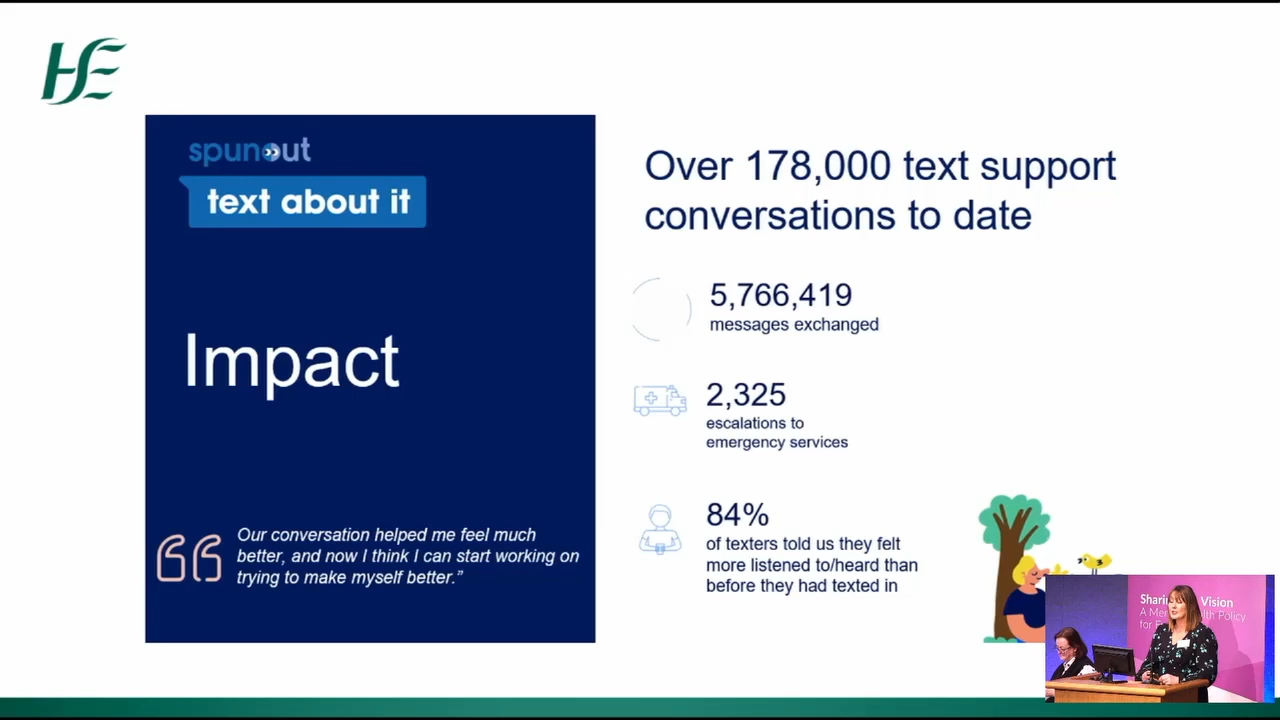 HSE
spunout
text about it
Impact
Our conversation helped me feel much
better, and now I think I can start working on
trying to make myself better.”
Over 178,000 text support
conversations to date
5,766,419
messages exchanged
2,325
escalations to
emergency services
84%
of texters told us they felt
more listened to/heard than
before they had texted in
Vision
A
Policy
for